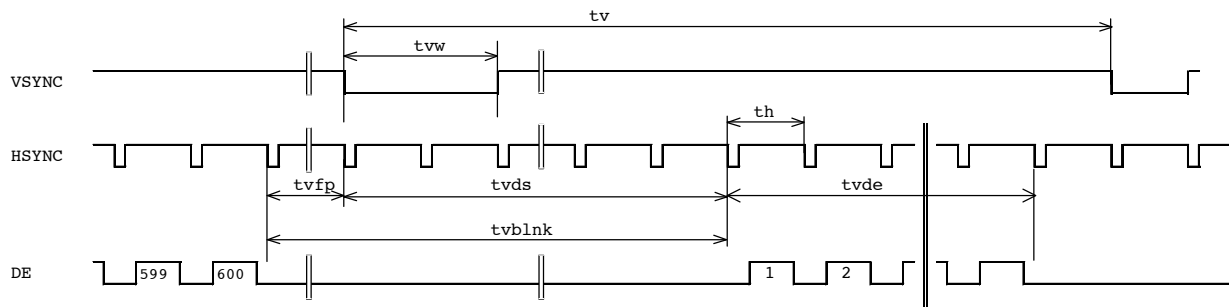 tv
tvw
VSYNC
th
HSYNC
tvfp
tvds
tvde
tvblnk
DE
599
600
1
2